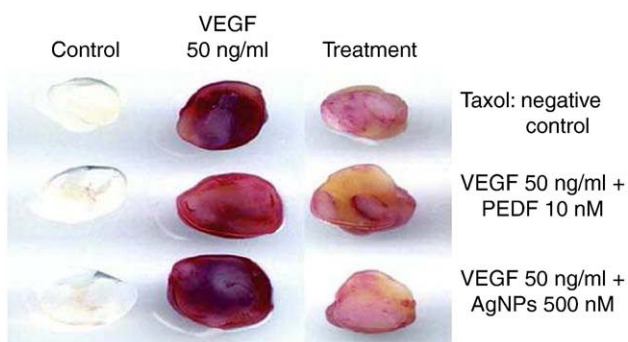 Control
VEGF
50 ng/ml
Treatment
Taxol: negative
control
VEGF 50 ng/ml +
PEDF 10 nM
VEGF 50 ng/ml +
AgNPs 500 nM